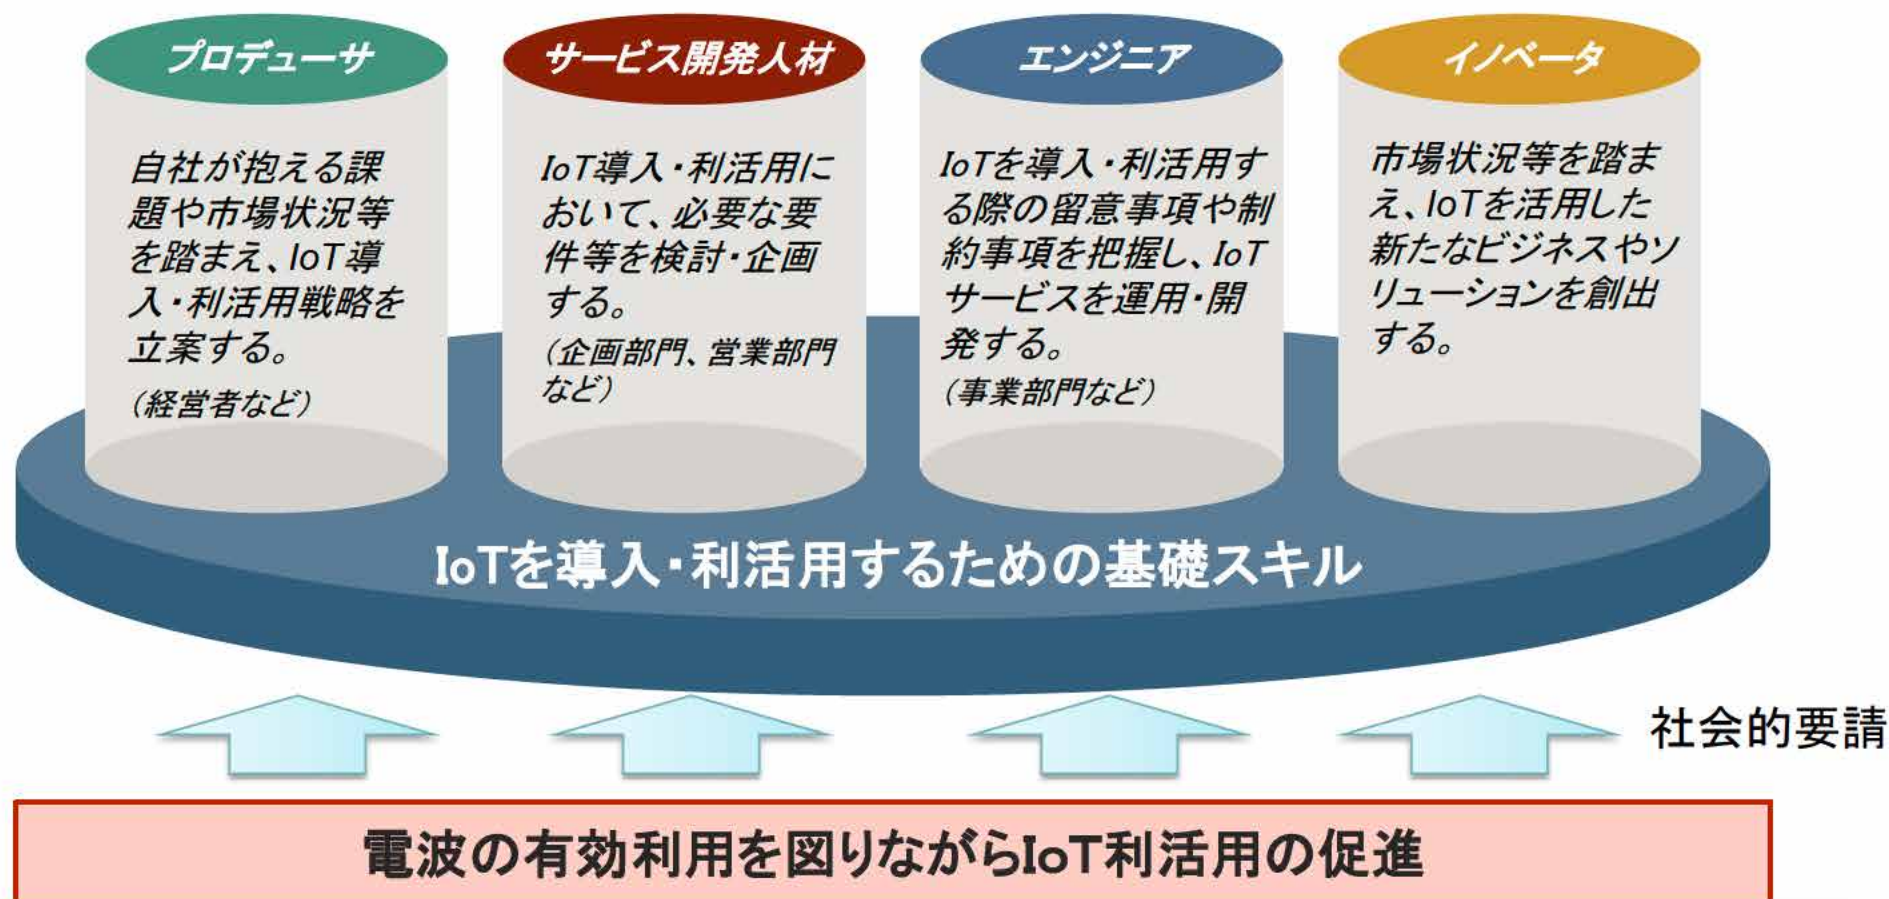 プロデューサ
自社が抱える課
題や市場状況等
を踏まえ、IoT導
入・利活用戦略を
立案する。
（経営者など）
サービス開発人材
IoT導入・利活用に
おいて、必要な要
件等を検討・企画
する。
（企画部門、営業部門
など）
エンジニア
IoTを導入・利活用す
る際の留意事項や制
約事項を把握し、IoT
サービスを運用・開
発する。
（事業部門など）
イノベータ
市場状況等を踏ま
え、IoTを活用した
新たなビジネスやソ
リューションを創出
する。
IoTを導入・利活用するための基礎スキル
社会的要請
電波の有効利用を図りながらIoT利活用の促進